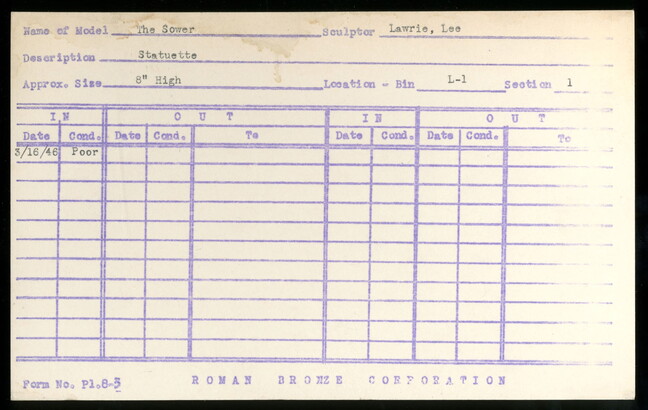 Name of Model The Sower Sculptor Lawrie, Lee
Description Statuette
Approx. Size 8" High Location - Bin L-1 Section 1
IN OUT IN OUT
Date Cond. Date Cond. To Date Cond. Date Cond. To
3/16/46 Poor
Form No. Pl.8-3 ROMAN BRONZE CORPORATION